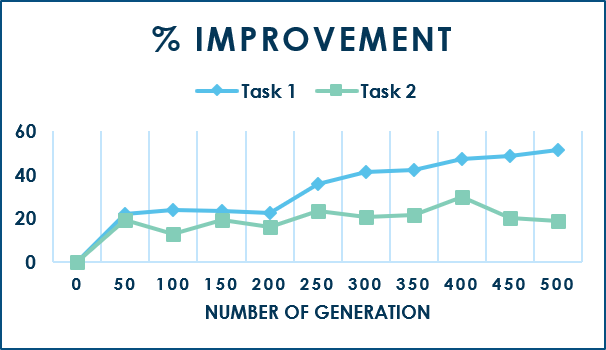 % IMPROVEMENT
Task 1 Task 2
60
40
20
0
0 50 100 150 200 250 300 350 400 450 500
NUMBER OF GENERATION